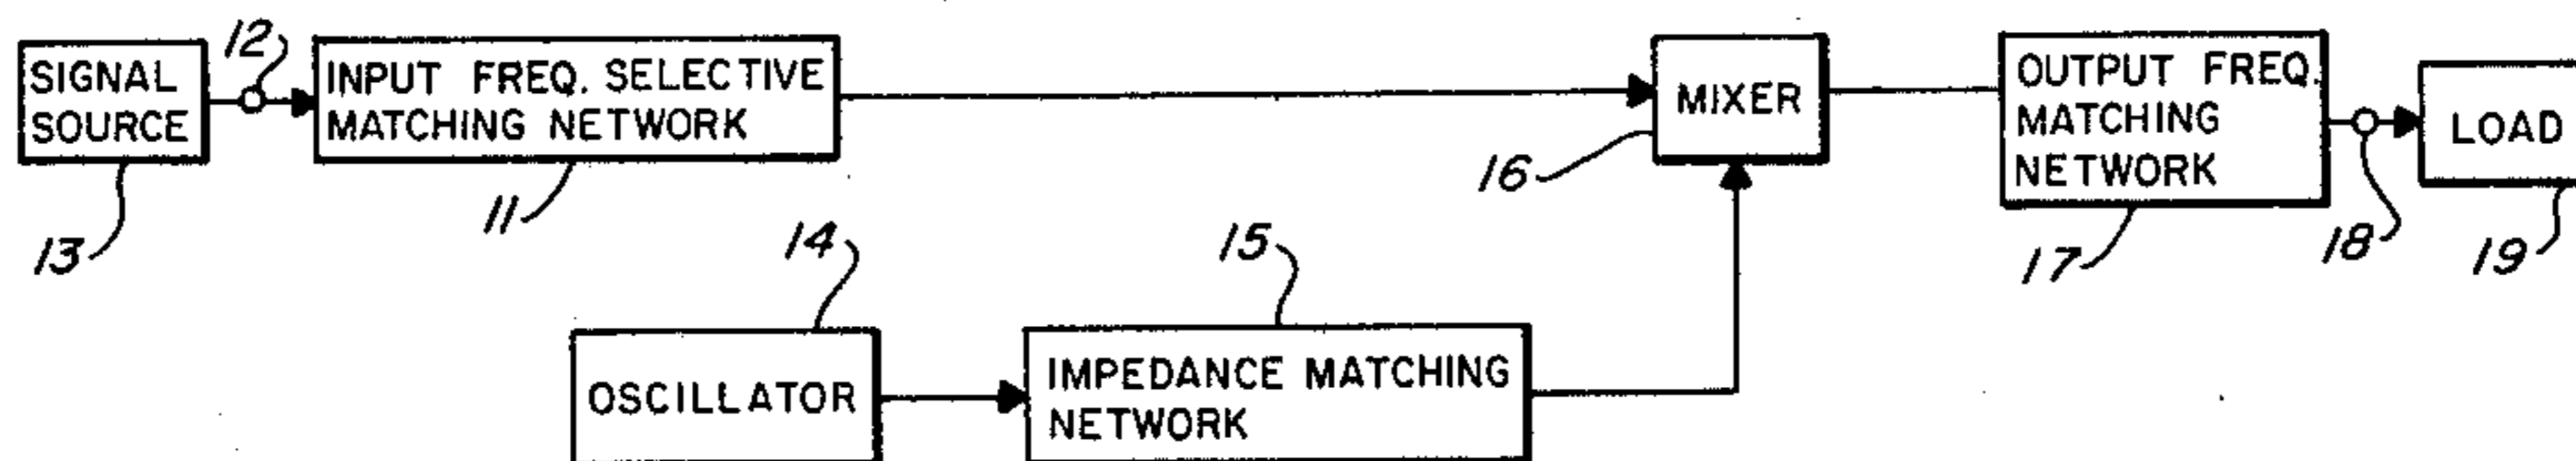 SIGNAL
SOURCE
12
INPUT FREQ. SELECTIVE
MATCHING NETWORK
MIXER
OUTPUT FREQ.
MATCHING
NETWORK
LOAD
13
11
16
17
18
19
14
15
OSCILLATOR
IMPEDANCE MATCHING
NETWORK